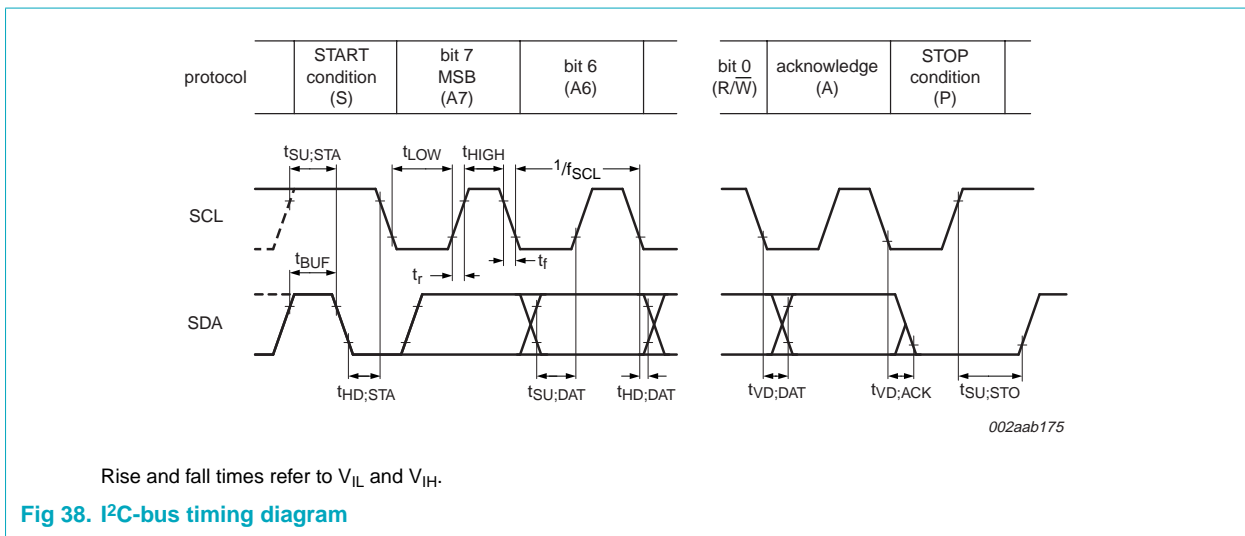 protocol
START
condition
(S)
bit 7
MSB
(A7)
bit 6
(A6)
bit 0
(R/W̅)
acknowledge
(A)
STOP
condition
(P)
tSU;STA
tLOW
tHIGH
1/fSCL
SCL
tBUF
tr
tf
SDA
tHD;STA
tSU;DAT
tHD;DAT
tVD;DAT
tVD;ACK
tSU;STO
002aab175
Rise and fall times refer to VIL and VIH.
Fig 38. I²C-bus timing diagram